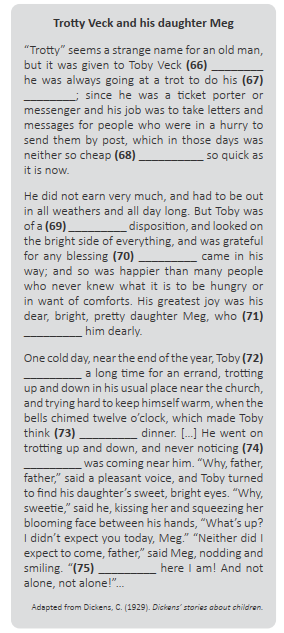 Trotty Veck and his daughter Meg
“Trotty” seems a strange name for an old man,
but it was given to Toby Veck (66) ________
he was always going at a trot to do his (67)
________; since he was a ticket porter or
messenger and his job was to take letters and
messages for people who were in a hurry to
send them by post, which in those days was
neither so cheap (68) __________ so quick as
it is now.
He did not earn very much, and had to be out
in all weathers and all day long. But Toby was
of a (69) _________ disposition, and looked on
the bright side of everything, and was grateful
for any blessing (70) _________ came in his
way; and so was happier than many people
who never knew what it is to be hungry or
in want of comforts. His greatest joy was his
dear, bright, pretty daughter Meg, who (71)
_________ him dearly.
One cold day, near the end of the year, Toby (72)
_________ a long time for an errand, trotting
up and down in his usual place near the church,
and trying hard to keep himself warm, when the
bells chimed twelve o’clock, which made Toby
think (73) _________ dinner. [...] He went on
trotting up and down, and never noticing (74)
_________ was coming near him. “Why, father,
father,” said a pleasant voice, and Toby turned
to find his daughter’s sweet, bright eyes. “Why,
sweetie,” said he, kissing her and squeezing her
blooming face between his hands, “What’s up?
I didn’t expect you today, Meg.” “Neither did I
expect to come, father,” said Meg, nodding and
smiling. “(75) _________ here I am! And not
alone, not alone!”...
Adapted from Dickens, C. (1929). Dickens’ stories about children.